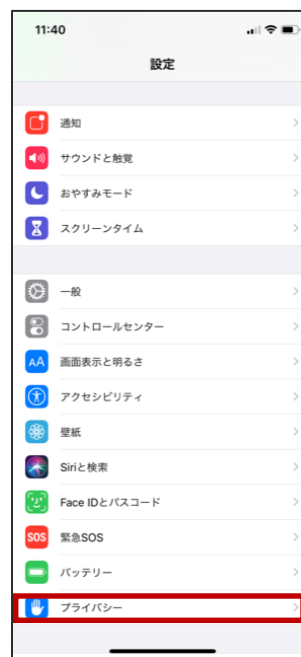 11:40
設定
通知
サウンドと触覚
おやすみモード
スクリーンタイム
一般
コントロールセンター
AA 画面表示と明るさ
アクセシビリティ
壁紙
Siriと検索
Face IDとパスコード
SOS 緊急SOS
バッテリー
プライバシー